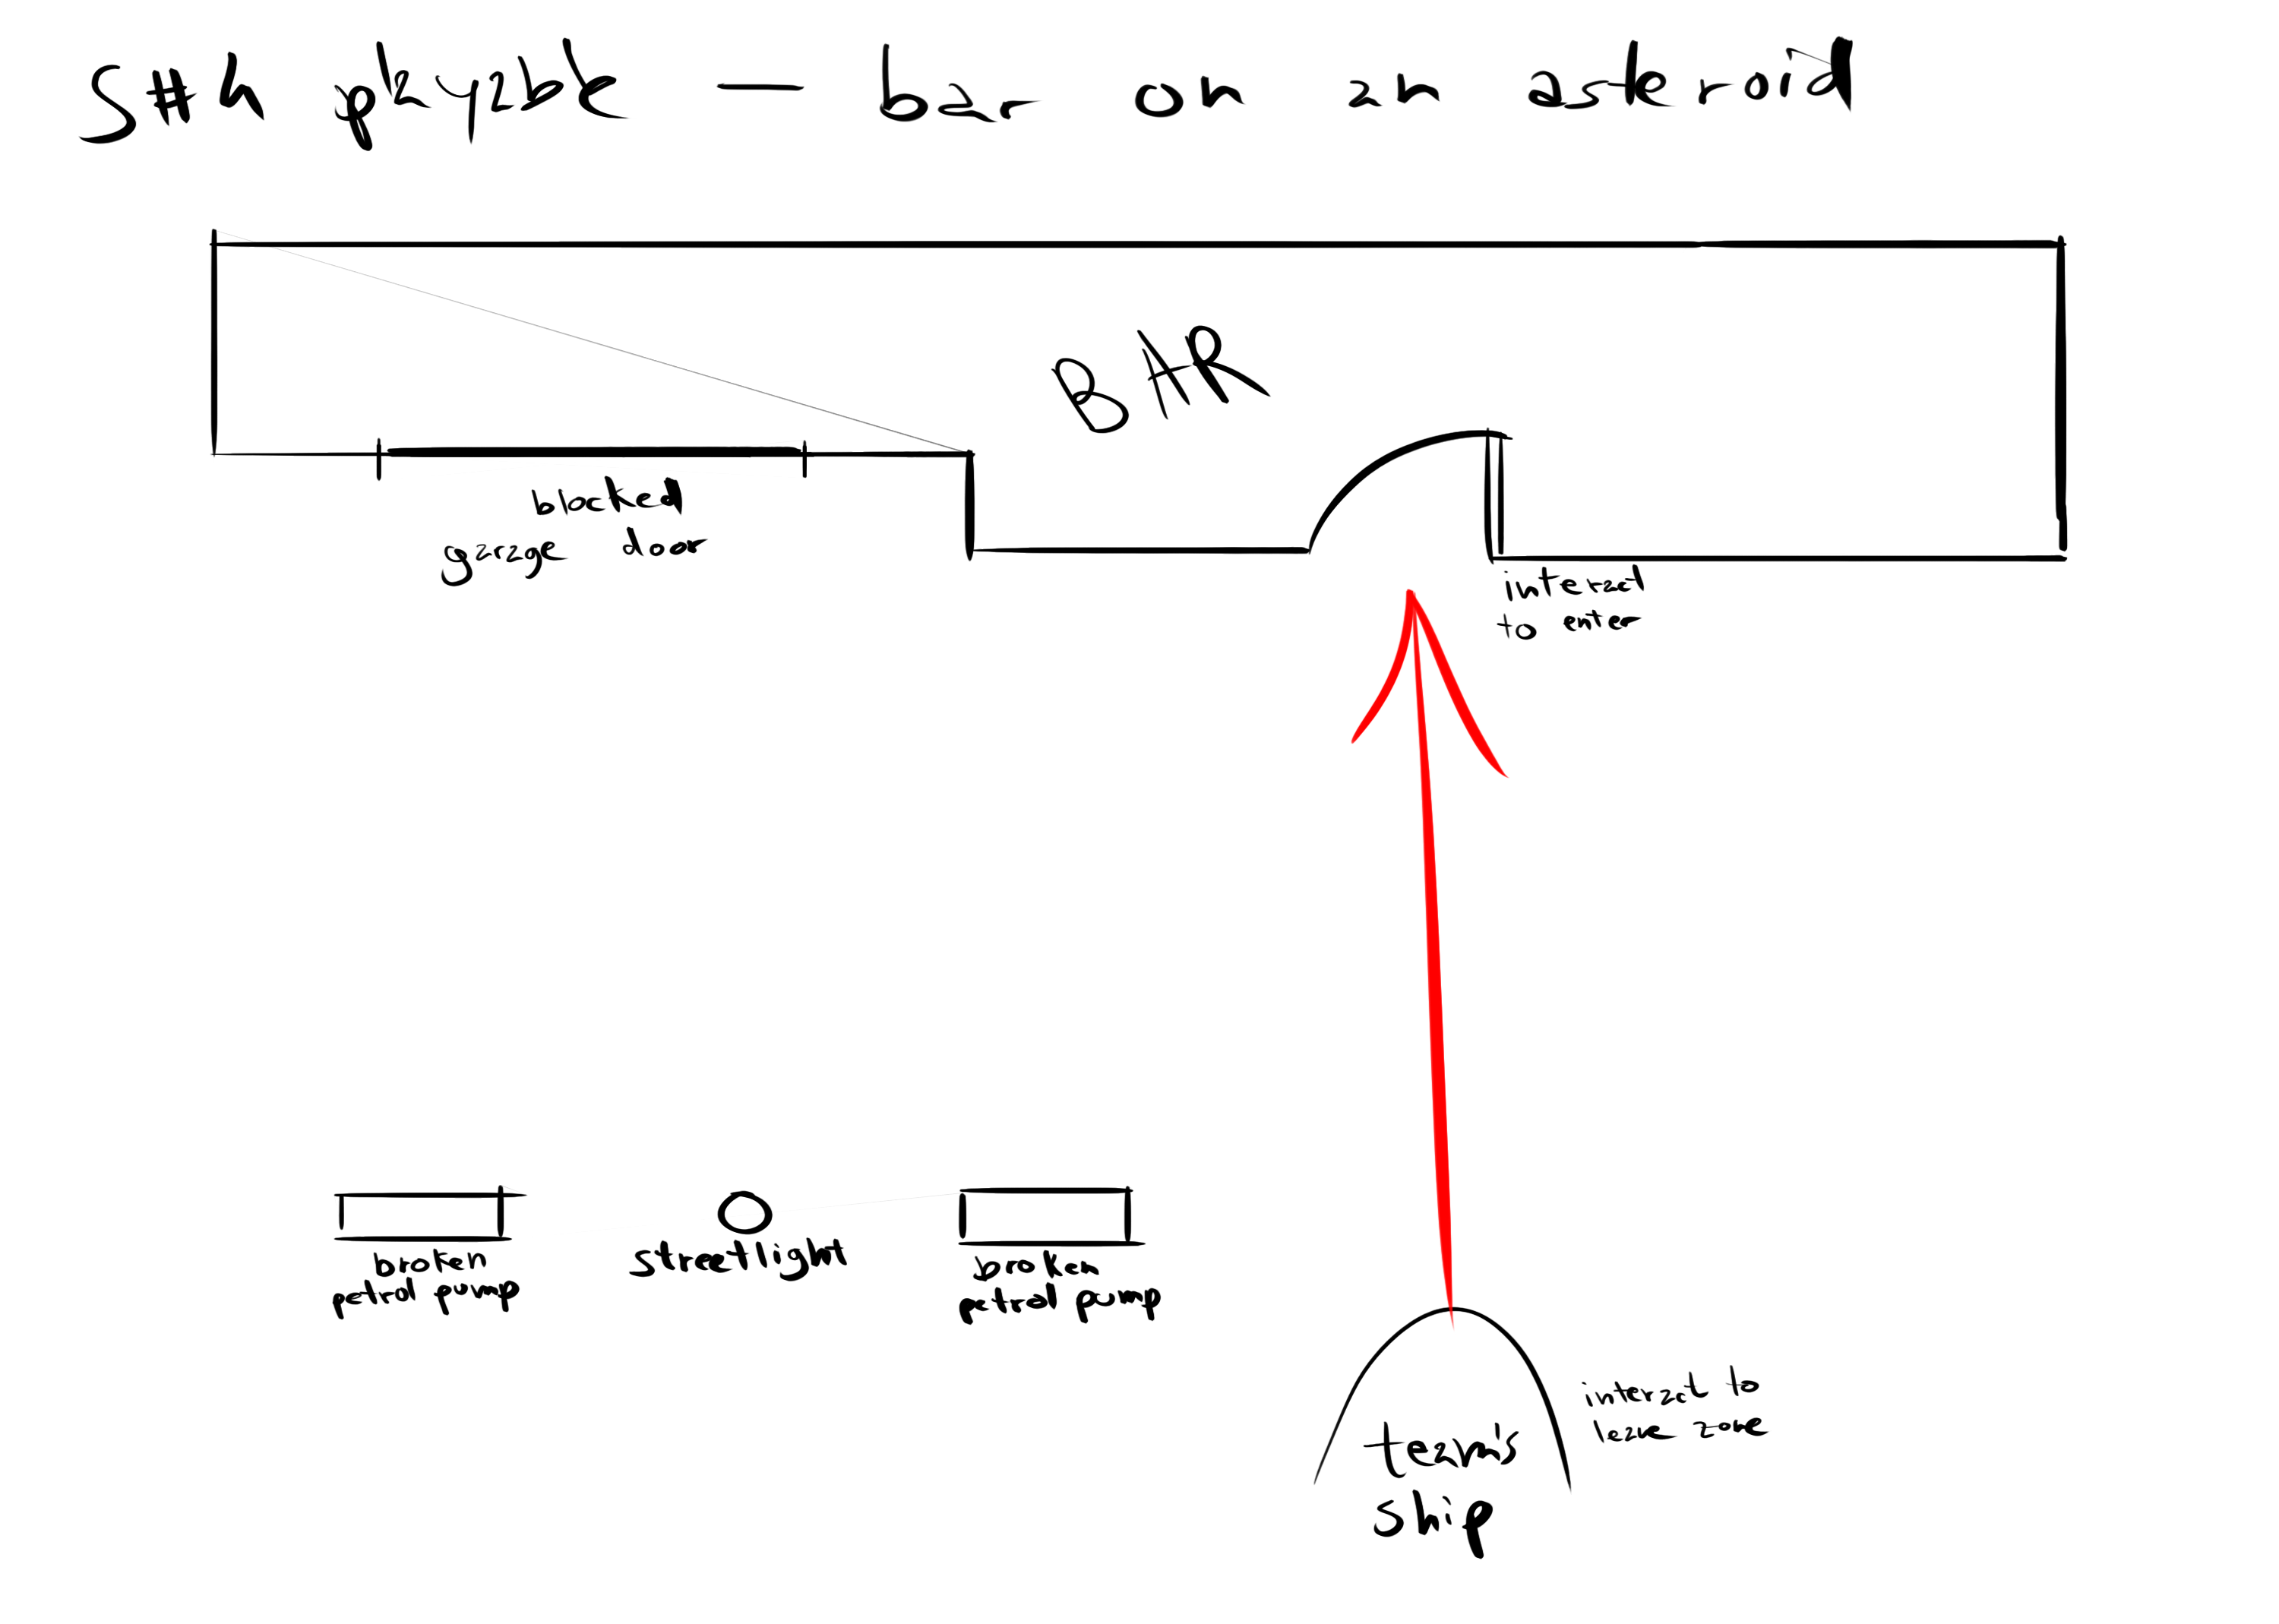 playable — bar on an asteroid
BAR
blocked
garage door
interact
to enter
broken
petrol pump
streetlight
broken
petrol pump
interact to
leave zone
team's
ship